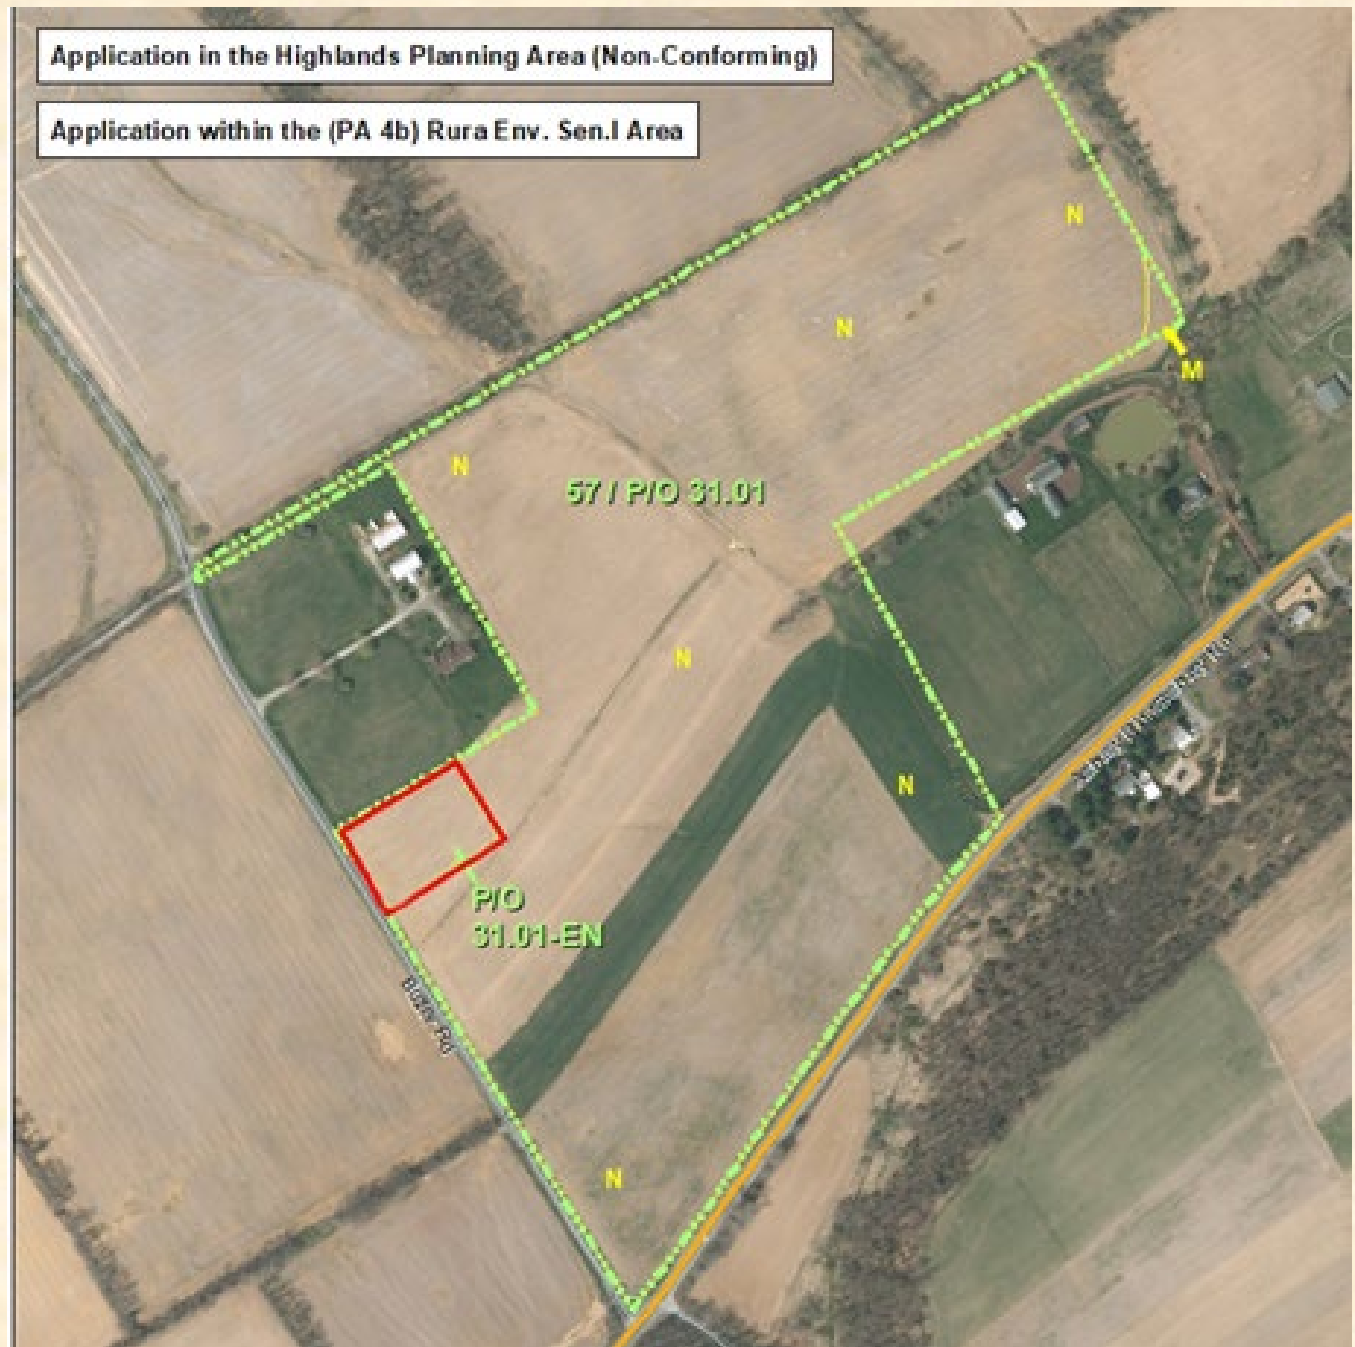 Application in the Highlands Planning Area (Non-Conforming)
Application within the (PA 4b) Rura Env. Sen.l Area
N
N
M
N
57 / P/O 31.01
N
N
P/O
31.01-EN
Rd
N